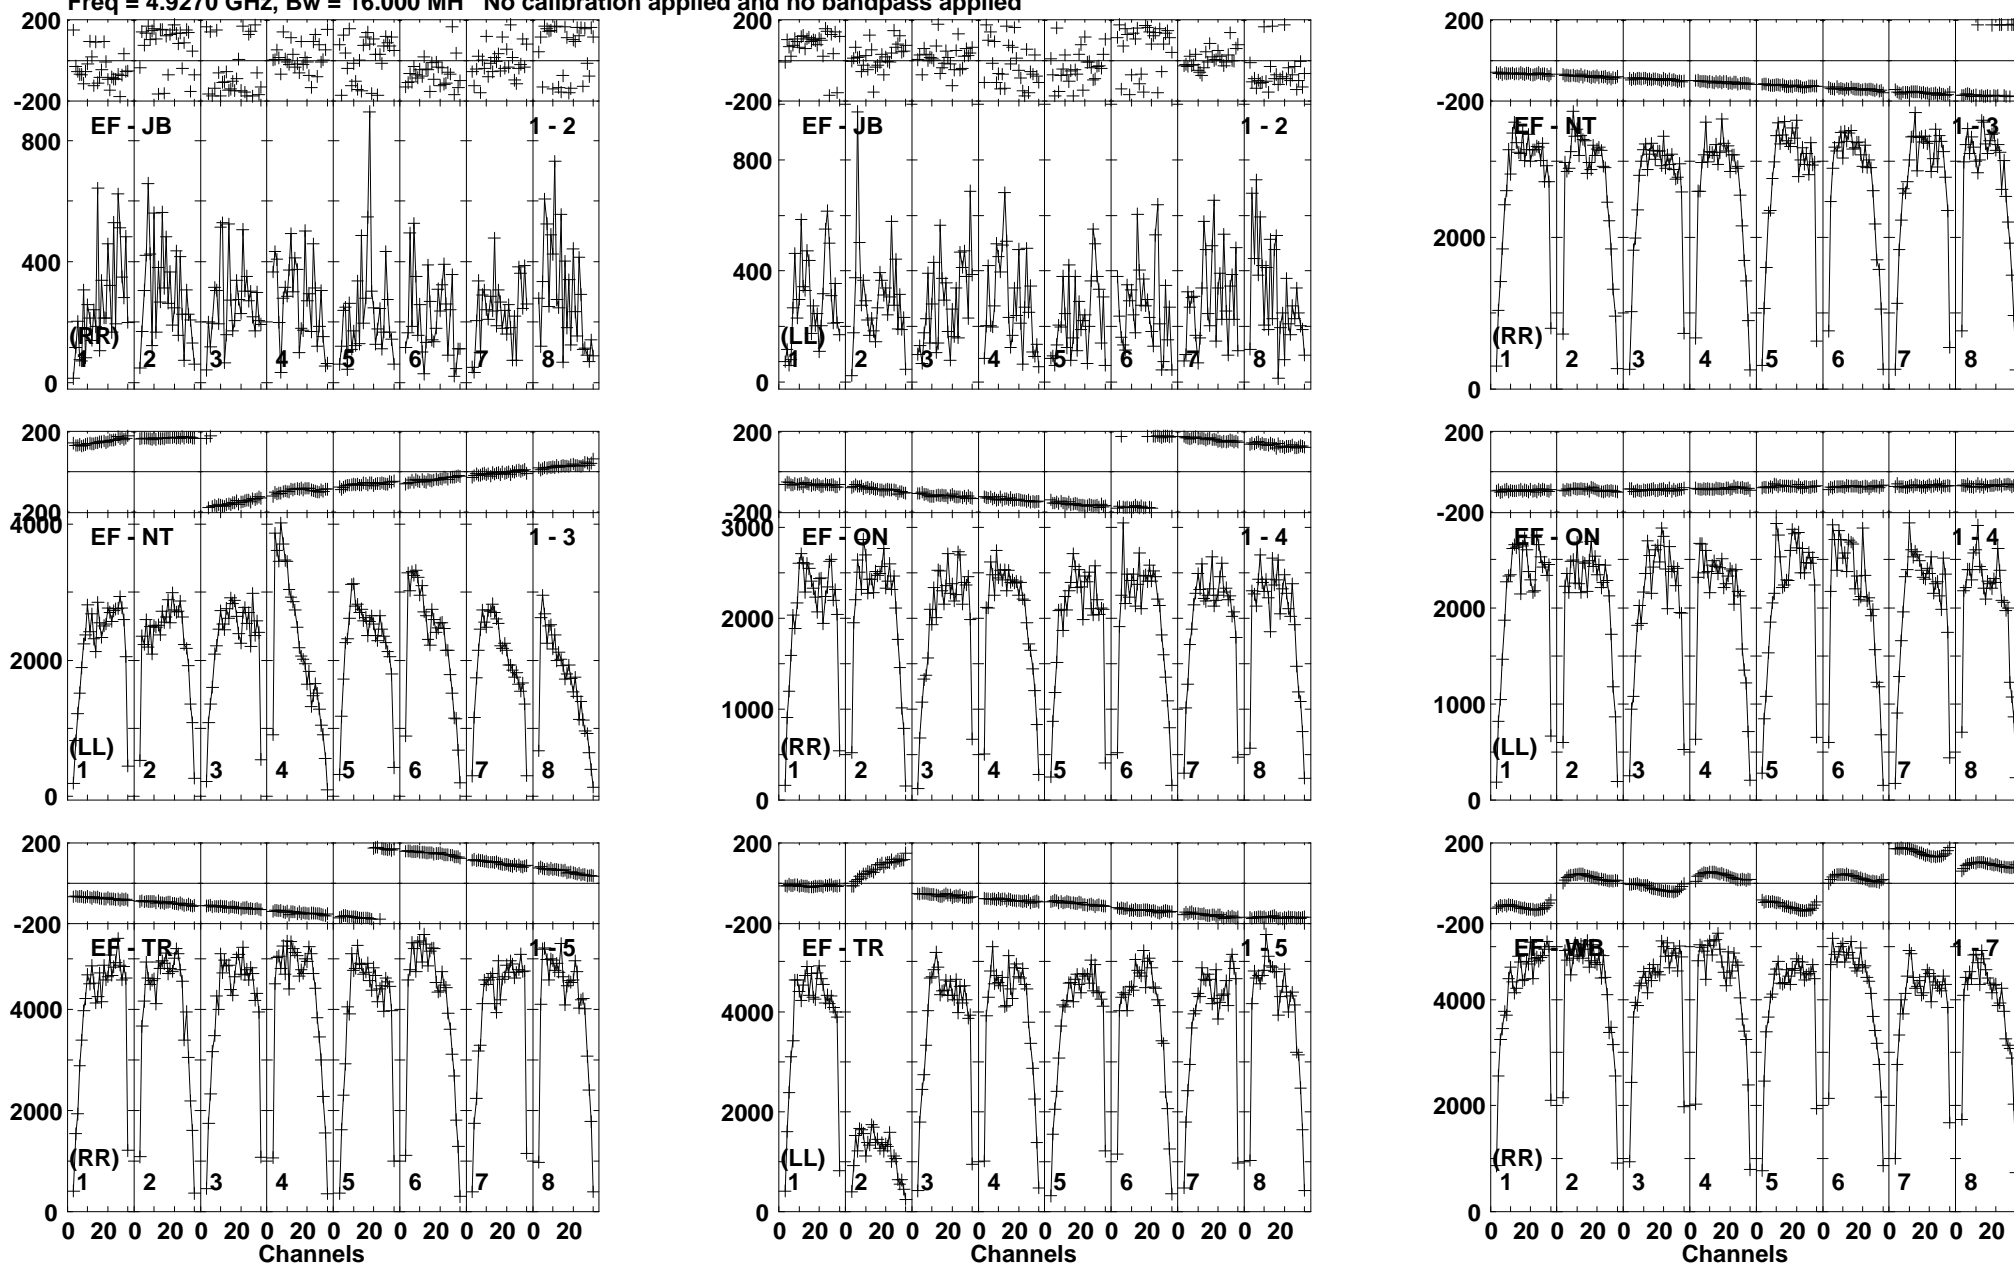 Freq = 4.9270 GHz, Bw = 16.000 MH No calibration applied and no bandpass applied
200
-200
EF - JB 1 - 2
800
400
0
(RR)
1 2 3 4 5 6 7 8
200
-200
EF - JB 1 - 2
800
400
0
(LL)
1 2 3 4 5 6 7 8
200
-200
EF - NT 1 - 3
2000
0
(RR)
1 2 3 4 5 6 7 8
200
-200
4000
EF - NT 1 - 3
2000
0
(LL)
1 2 3 4 5 6 7 8
200
-200
3000
EF - ON 1 - 4
2000
1000
0
(RR)
1 2 3 4 5 6 7 8
200
-200
EF - ON 1 - 4
2000
1000
0
(LL)
1 2 3 4 5 6 7 8
200
-200
EF - TR 1 - 5
4000
2000
0
(RR)
1 2 3 4 5 6 7 8
0 20 0 20 0 20 0 20 0 20 0 20 0 20 0 20
Channels
200
-200
EF - TR 1 - 5
4000
2000
0
(LL)
1 2 3 4 5 6 7 8
0 20 0 20 0 20 0 20 0 20 0 20 0 20 0 20
Channels
200
-200
EF - WB 1 - 7
4000
2000
0
(RR)
1 2 3 4 5 6 7 8
0 20 0 20 0 20 0 20 0 20 0 20 0 20 0 20
Channels